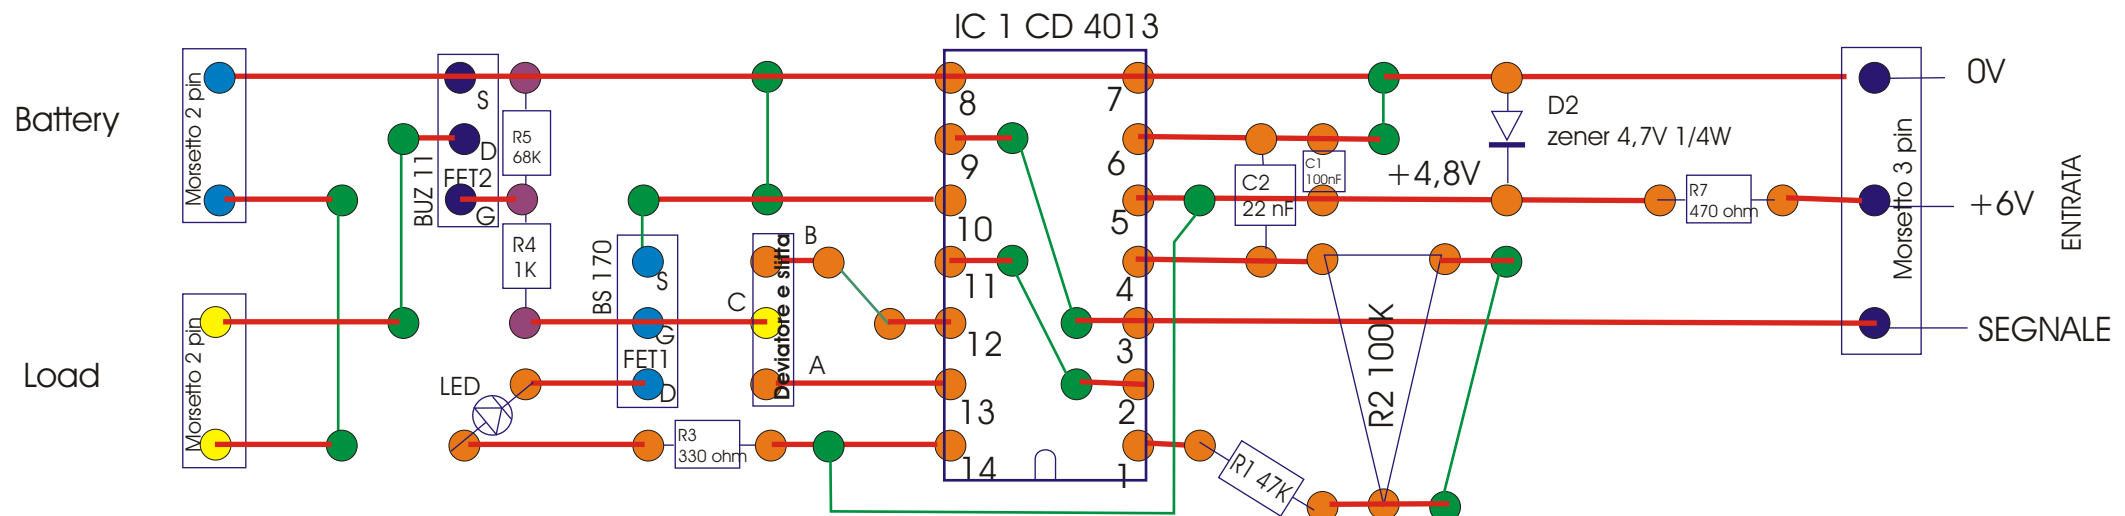 IC 1 CD 4013
Battery
Morsetto 2 pin
BUZ 11
S
D
FET2
G
R5
68K
R4
1K
8
9
10
11
12
13
14
7
6
5
4
3
2
1
C2
22 nF
C1
100nF
+4,8V
D2
zener 4,7V 1/4W
R7
470 ohm
Morsetto 3 pin
0V
+6V
SEGNALE
ENTRATA
Load
Morsetto 2 pin
LED
BS 170
S
G
FET1
D
R3
330 ohm
Deviatore e slitta
B
C
A
R1 47K
R2 100K